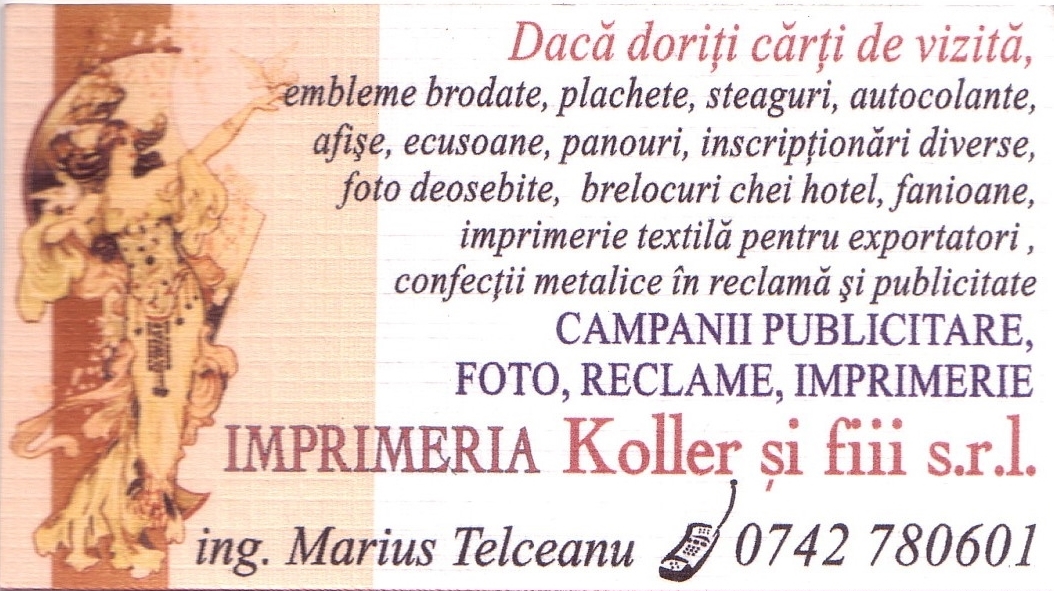 Dacă doriți cărți de vizită,
embleme brodate, plachete, steaguri, autocolante,
afişe, ecusoane, panouri, inscripționări diverse,
foto deosebite, brelocuri chei hotel, fanioane,
imprimerie textilă pentru exportatori ,
confecții metalice în reclamă şi publicitate
CAMPANII PUBLICITARE,
FOTO, RECLAME, IMPRIMERIE
IMPRIMERIA Koller și fiii s.r.l.
ing. Marius Telceanu 0742 780601